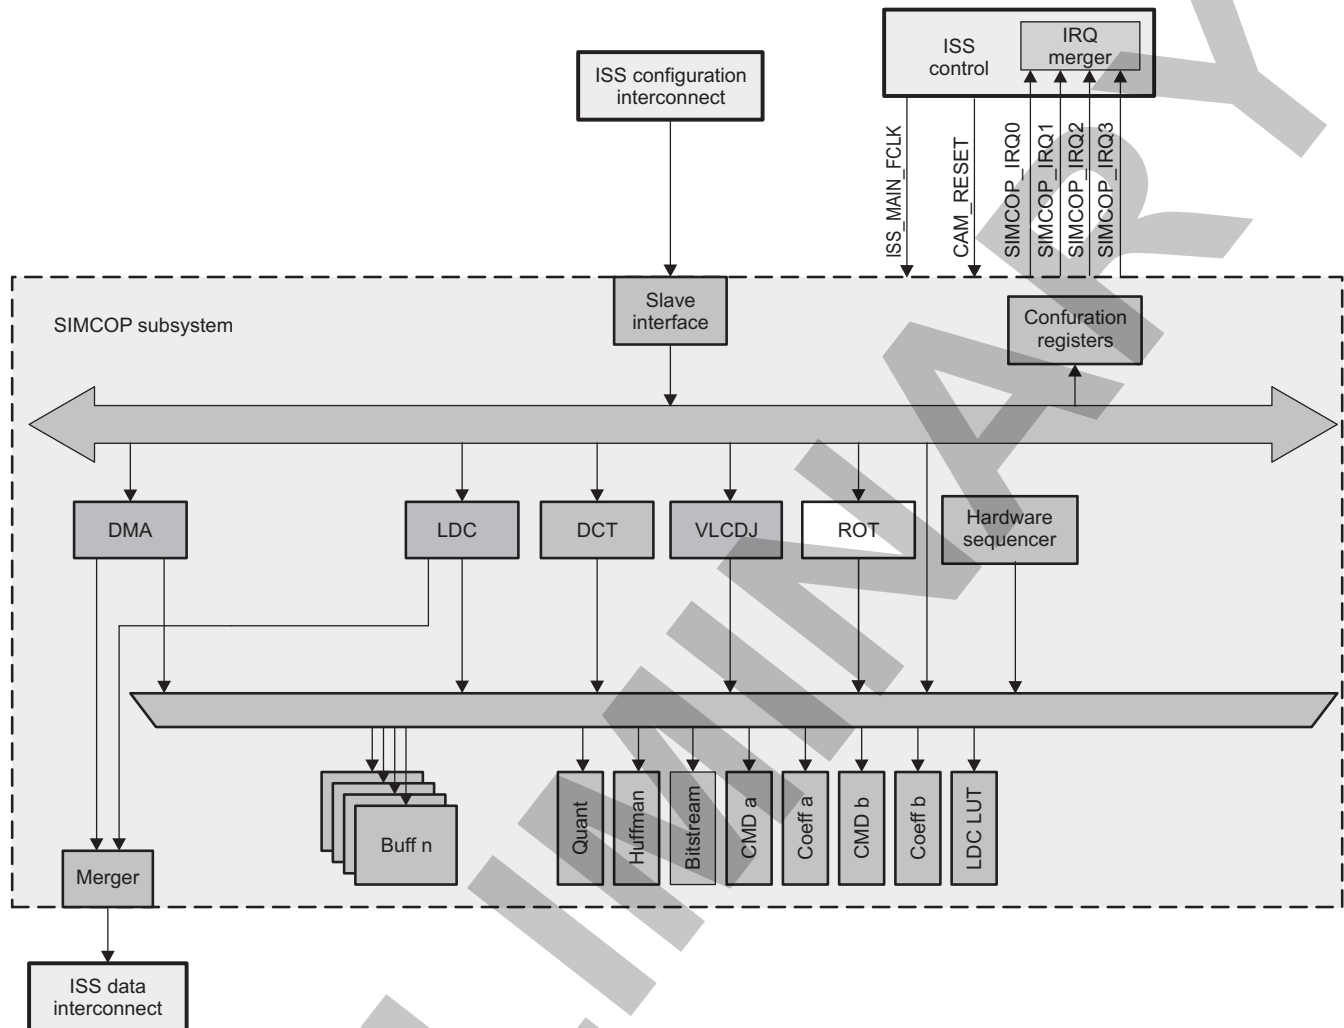 ISS configuration
interconnect
ISS
control
IRQ
merger
ISS_MAIN_FCLK
CAM_RESET
SIMCOP_IRQ0
SIMCOP_IRQ1
SIMCOP_IRQ2
SIMCOP_IRQ3
SIMCOP subsystem
Slave
interface
Confuration
registers
DMA
LDC
DCT
VLCDJ
ROT
Hardware
sequencer
Buff n
Quant
Huffman
Bitstream
CMD a
Coeff a
CMD b
Coeff b
LDC LUT
Merger
ISS data
interconnect
LIMINARY